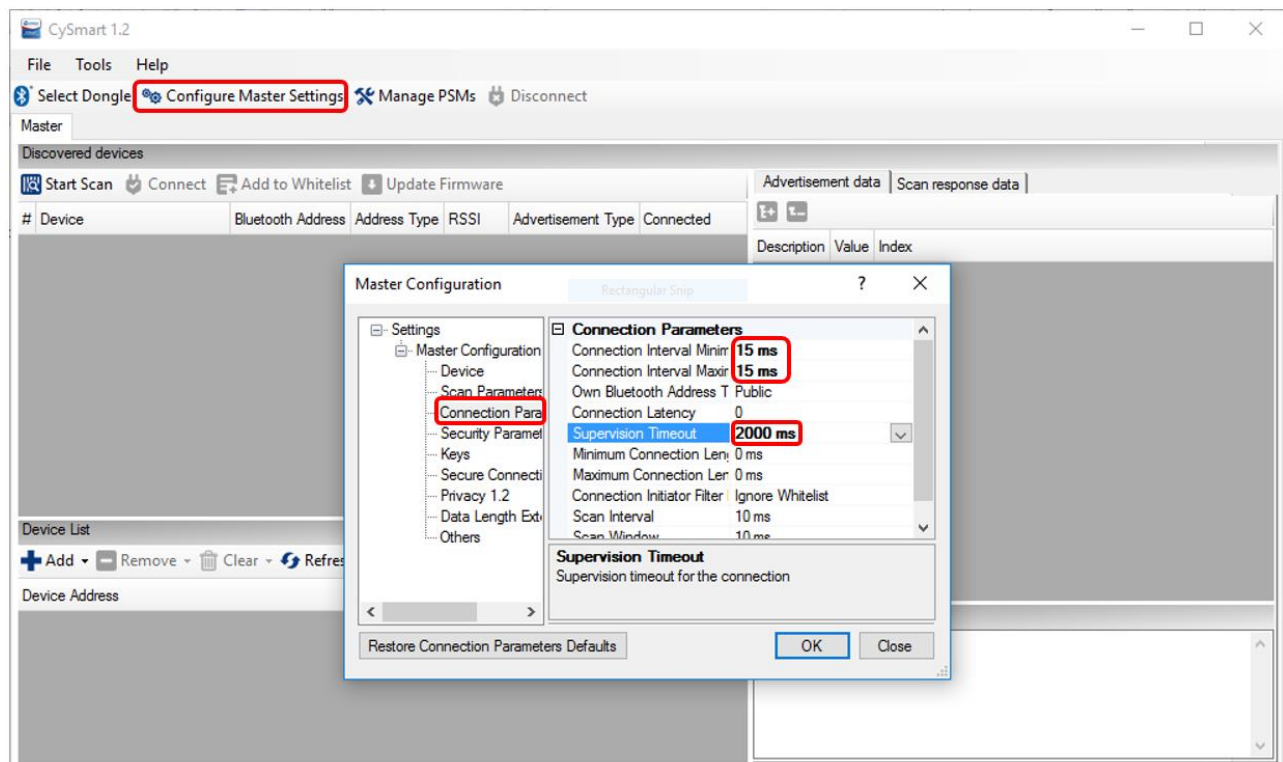 CySmart 1.2
File Tools Help
Select Dongle Configure Master Settings Manage PSMs Disconnect
Master
Discovered devices
Start Scan Connect Add to Whitelist Update Firmware
# Device Bluetooth Address Address Type RSSI Advertisement Type Connected
Advertisement data Scan response data
Description Value Index
Master Configuration ? 
Rectangular Snip
Settings
Master Configuration
Device
Scan Parameters
Connection Para
Security Paramet
Keys
Secure Connecti
Privacy 1.2
Data Length Ext
Others
Connection Parameters
Connection Interval Minim 15 ms
Connection Interval Maxir 15 ms
Own Bluetooth Address T Public
Connection Latency 0
Supervision Timeout 2000 ms
Minimum Connection Len 0 ms
Maximum Connection Len 0 ms
Connection Initiator Filter Ignore Whitelist
Scan Interval 10 ms
Scan Window 10 ms
Supervision Timeout
Supervision timeout for the connection
Restore Connection Parameters Defaults OK Close
Device List
Add Remove Clear Refres
Device Address